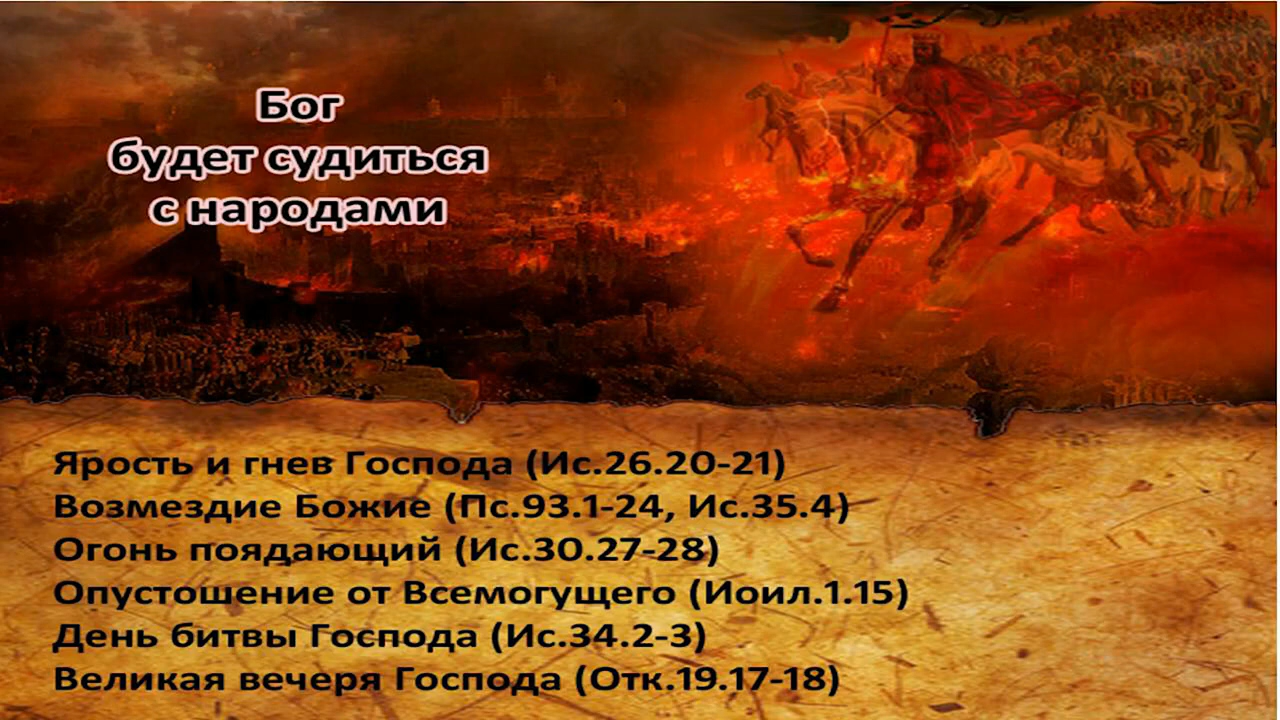 Бог
будет судиться
с народами
Ярость и гнев Господа (Ис.26.20-21)
Возмездие Божие (Пс.93.1-24, Ис.35.4)
Огонь поядающий (Ис.30.27-28)
Опустошение от Всемогущего (Иоил.1.15)
День битвы Господа (Ис.34.2-3)
Великая вечеря Господа (Отк.19.17-18)